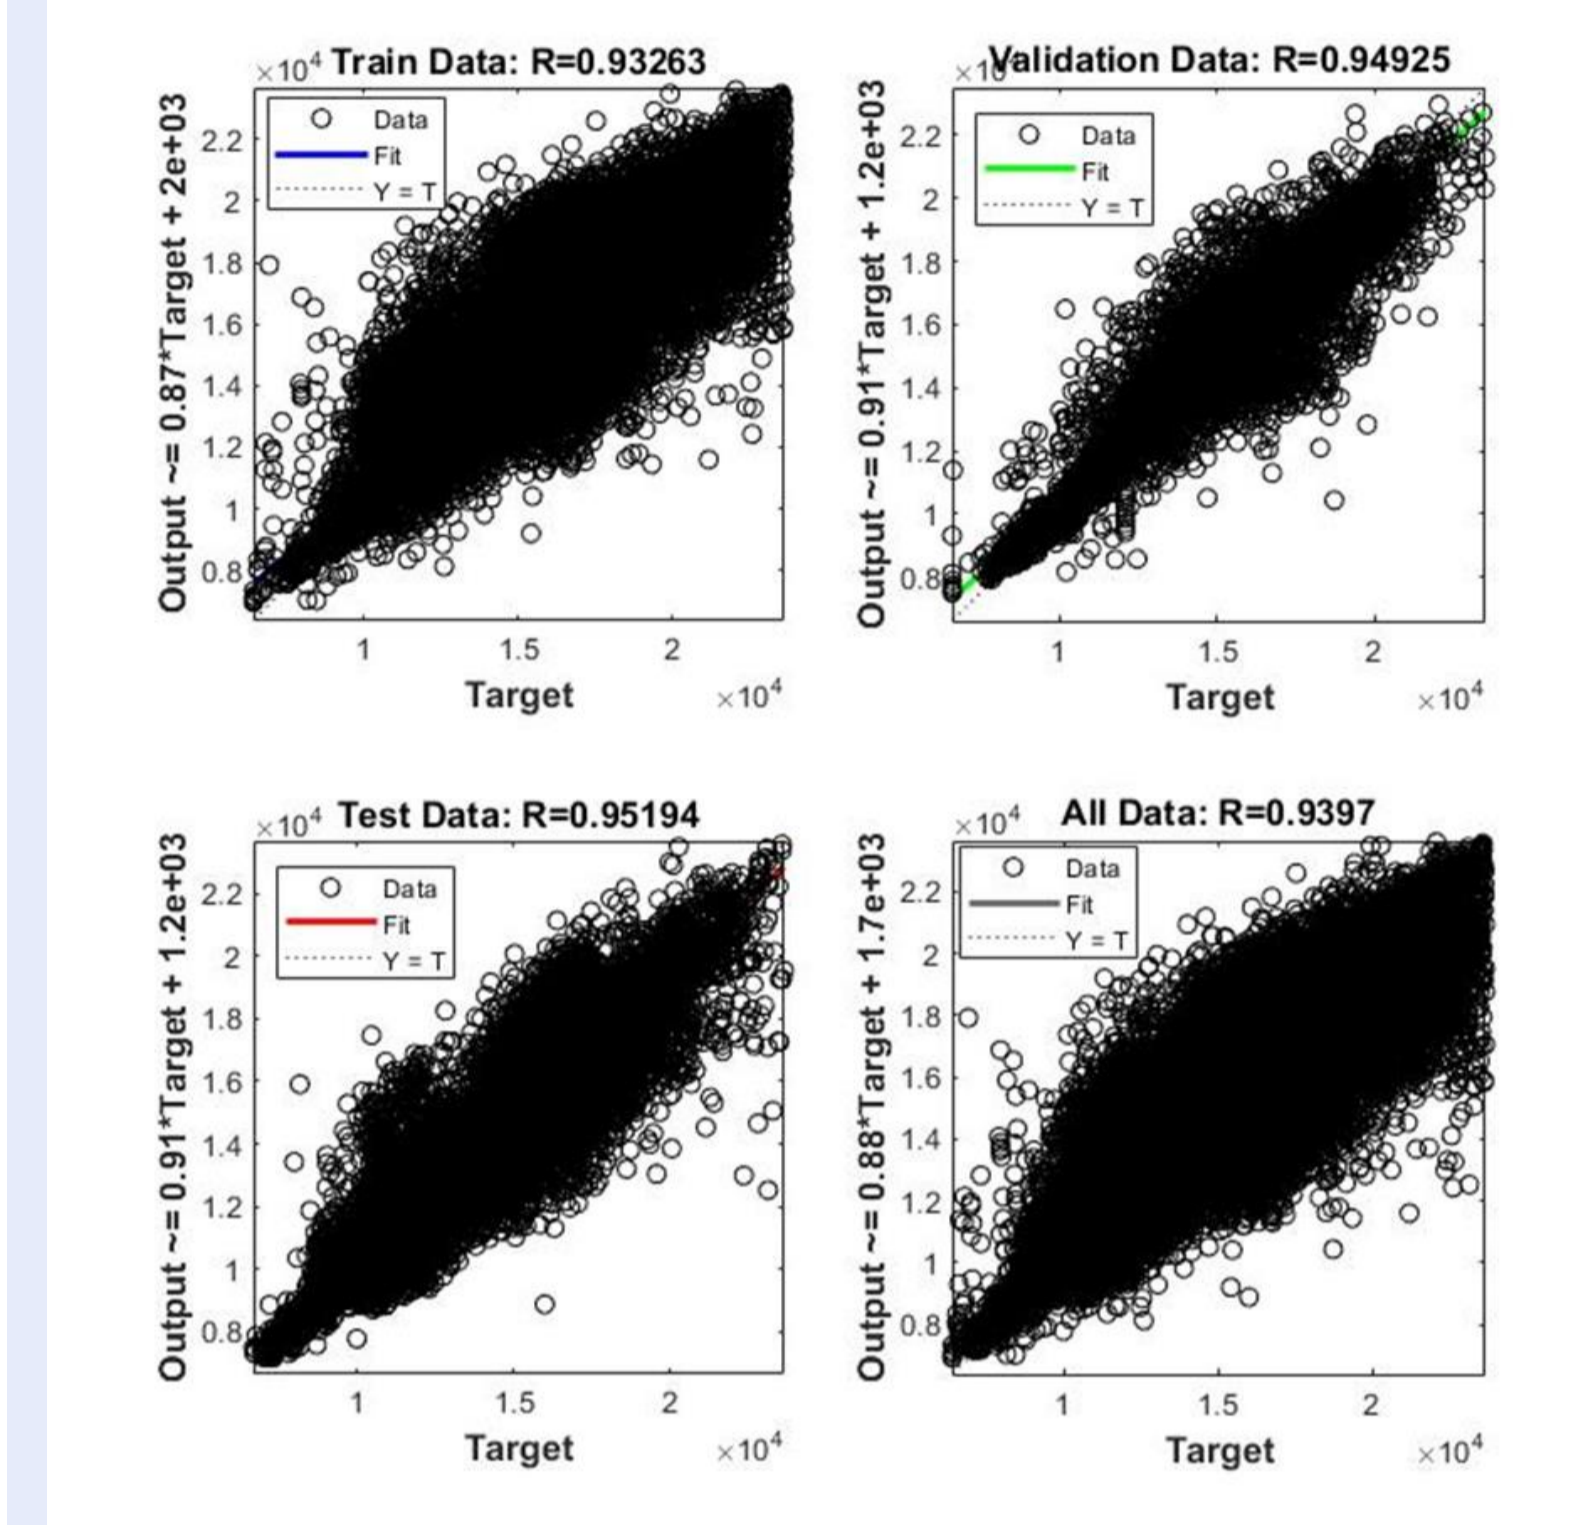 ×10⁴ Train Data: R=0.93263
Output ~= 0.87*Target + 2e+03
Data
Fit
Y = T
2.2
2
1.8
1.6
1.4
1.2
1
0.8
1 1.5 2
Target ×10⁴
×10 Validation Data: R=0.94925
Output ~= 0.91*Target + 1.2e+03
Data
Fit
Y = T
2.2
2
1.8
1.6
1.4
1.2
1
0.8
1 1.5 2
Target ×10⁴
×10⁴ Test Data: R=0.95194
Output ~= 0.91*Target + 1.2e+03
Data
Fit
Y = T
2.2
2
1.8
1.6
1.4
1.2
1
0.8
1 1.5 2
Target ×10⁴
×10⁴ All Data: R=0.9397
Output ~= 0.88*Target + 1.7e+03
Data
Fit
Y = T
2.2
2
1.8
1.6
1.4
1.2
1
0.8
1 1.5 2
Target ×10⁴